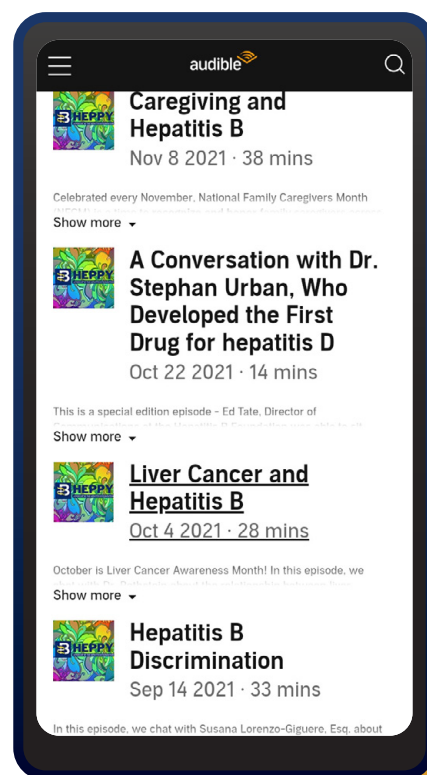 audible
B HEPPY
Caregiving and
Hepatitis B
Nov 8 2021 · 38 mins
Celebrated every November, National Family Caregivers Month
Show more
B HEPPY
A Conversation with Dr.
Stephan Urban, Who
Developed the First
Drug for hepatitis D
Oct 22 2021 · 14 mins
This is a special edition episode - Ed Tate, Director of
Show more
B HEPPY
Liver Cancer and
Hepatitis B
Oct 4 2021 · 28 mins
October is Liver Cancer Awareness Month! In this episode, we
Show more
B HEPPY
Hepatitis B
Discrimination
Sep 14 2021 · 33 mins
In this episode, we chat with Susana Lorenzo-Giguere, Esq. about